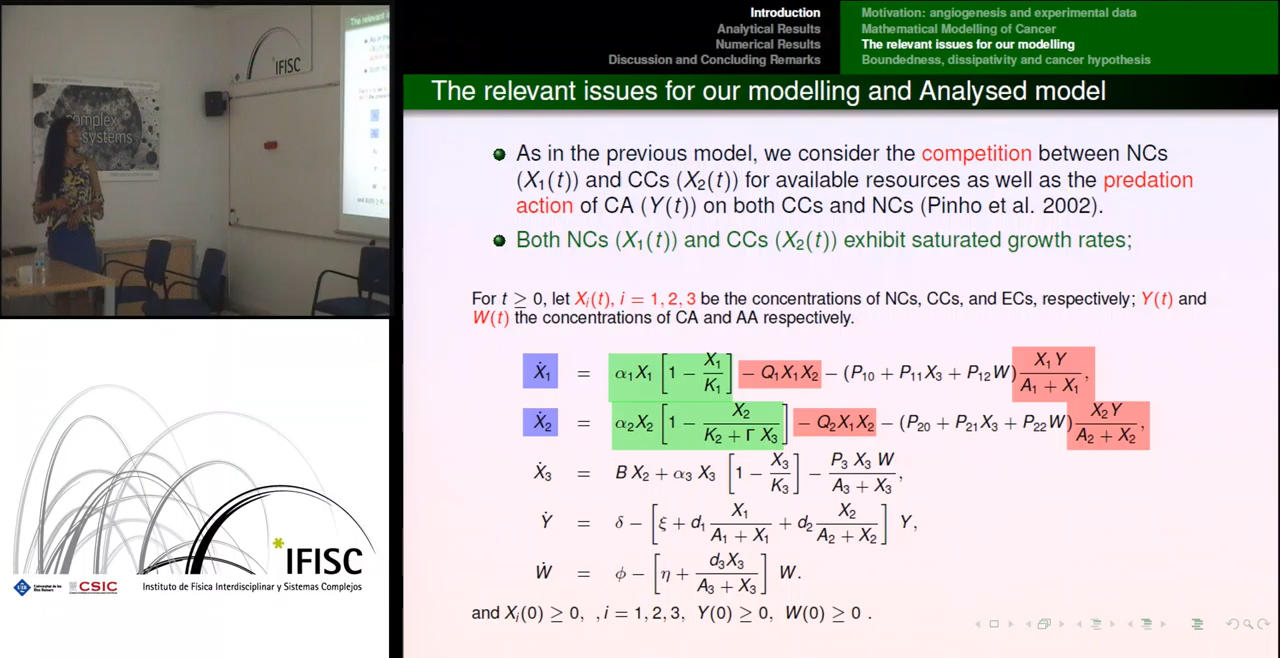 Introduction
Analytical Results
Numerical Results
Discussion and Concluding Remarks
Motivation: angiogenesis and experimental data
Mathematical Modelling of Cancer
The relevant issues for our modelling
Boundedness, dissipativity and cancer hypothesis
The relevant issues for our modelling and Analysed model
As in the previous model, we consider the competition between NCs
(X₁(t)) and CCs (X₂(t)) for available resources as well as the predation
action of CA (Y(t)) on both CCs and NCs (Pinho et al. 2002).
Both NCs (X₁(t)) and CCs (X₂(t)) exhibit saturated growth rates;
For t ≥ 0, let Xᵢ(t), i = 1, 2, 3 be the concentrations of NCs, CCs, and ECs, respectively; Y(t) and
W(t) the concentrations of CA and AA respectively.
Ẋ₁ = α₁X₁ [1 − X₁/K₁] − Q₁X₁X₂ − (P₁₀ + P₁₁X₃ + P₁₂W) X₁Y/(A₁ + X₁),
Ẋ₂ = α₂X₂ [1 − X₂/(K₂ + Γ X₃)] − Q₂X₁X₂ − (P₂₀ + P₂₁X₃ + P₂₂W) X₂Y/(A₂ + X₂),
Ẋ₃ = B X₂ + α₃ X₃ [1 − X₃/K₃] − P₃ X₃ W/(A₃ + X₃),
Ẏ = δ − [ξ + d₁ X₁/(A₁ + X₁) + d₂ X₂/(A₂ + X₂)] Y,
Ẇ = φ − [η + d₃X₃/(A₃ + X₃)] W.
and Xᵢ(0) ≥ 0, , i = 1, 2, 3, Y(0) ≥ 0, W(0) ≥ 0 .
IFISC
complex
systems
IFISC
UIB
CSIC
Instituto de Física Interdisciplinar y Sistemas Complejos